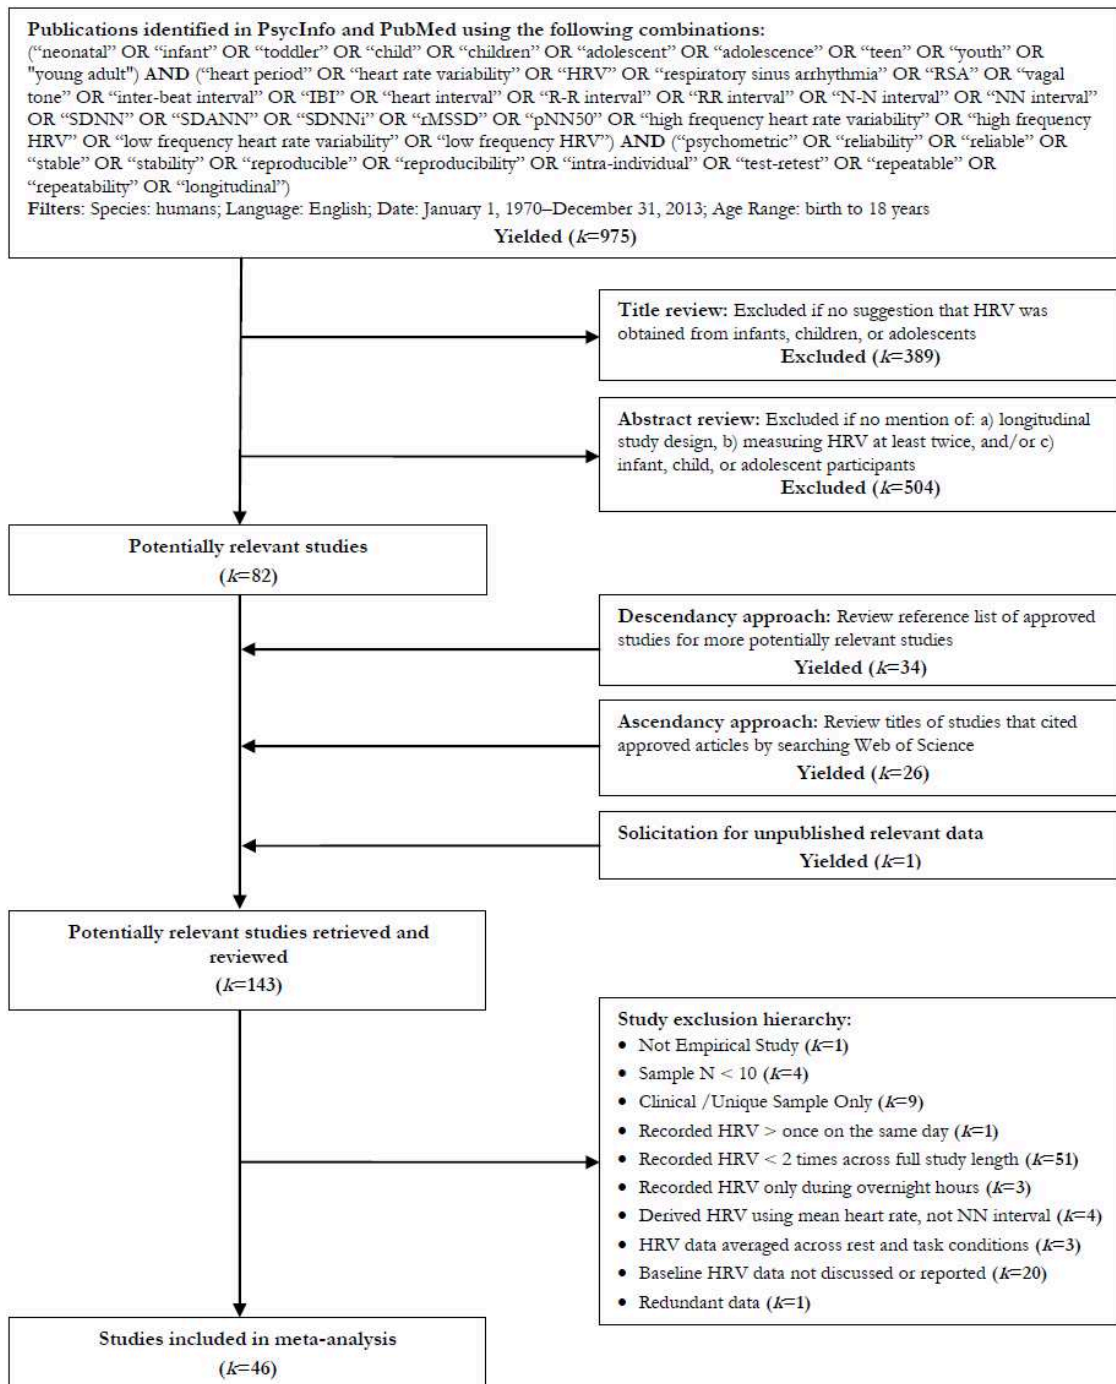 Publications identified in PsycInfo and PubMed using the following combinations:
(“neonatal” OR “infant” OR “toddler” OR “child” OR “children” OR “adolescent” OR “adolescence” OR “teen” OR “youth” OR
"young adult") AND (“heart period” OR “heart rate variability” OR “HRV” OR “respiratory sinus arrhythmia” OR “RSA” OR “vagal
tone” OR “inter-beat interval” OR “IBI” OR “heart interval” OR “R-R interval” OR “RR interval” OR “N-N interval” OR “NN interval”
OR “SDNN” OR “SDANN” OR “SDNNi” OR “rMSSD” OR “pNN50” OR “high frequency heart rate variability” OR “high frequency
HRV” OR “low frequency heart rate variability” OR “low frequency HRV”) AND (“psychometric” OR “reliability” OR “reliable” OR
“stable” OR “stability” OR “reproducible” OR “reproducibility” OR “intra-individual” OR “test-retest” OR “repeatable” OR
“repeatability” OR “longitudinal”)
Filters: Species: humans; Language: English; Date: January 1, 1970–December 31, 2013; Age Range: birth to 18 years
Yielded (k=975)
Title review: Excluded if no suggestion that HRV was
obtained from infants, children, or adolescents
Excluded (k=389)
Abstract review: Excluded if no mention of: a) longitudinal
study design, b) measuring HRV at least twice, and/or c)
infant, child, or adolescent participants
Excluded (k=504)
Potentially relevant studies
(k=82)
Descendancy approach: Review reference list of approved
studies for more potentially relevant studies
Yielded (k=34)
Ascendancy approach: Review titles of studies that cited
approved articles by searching Web of Science
Yielded (k=26)
Solicitation for unpublished relevant data
Yielded (k=1)
Potentially relevant studies retrieved and
reviewed
(k=143)
Study exclusion hierarchy:
• Not Empirical Study (k=1)
• Sample N < 10 (k=4)
• Clinical /Unique Sample Only (k=9)
• Recorded HRV > once on the same day (k=1)
• Recorded HRV < 2 times across full study length (k=51)
• Recorded HRV only during overnight hours (k=3)
• Derived HRV using mean heart rate, not NN interval (k=4)
• HRV data averaged across rest and task conditions (k=3)
• Baseline HRV data not discussed or reported (k=20)
• Redundant data (k=1)
Studies included in meta-analysis
(k=46)